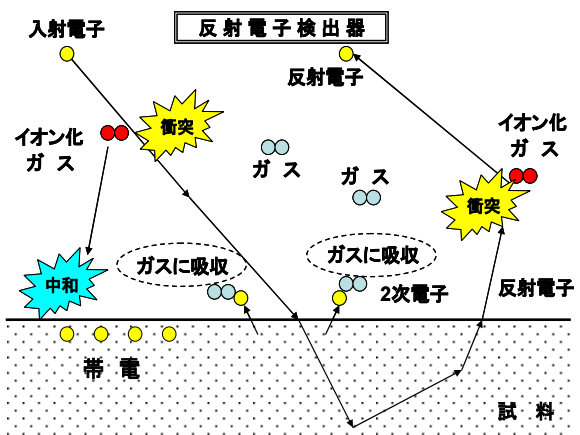 入射電子
反射電子検出器
反射電子
イオン化
ガス
衝突
ガス
ガス
イオン化
ガス
衝突
ガスに吸収
ガスに吸収
中和
2次電子
反射電子
帯電
試料